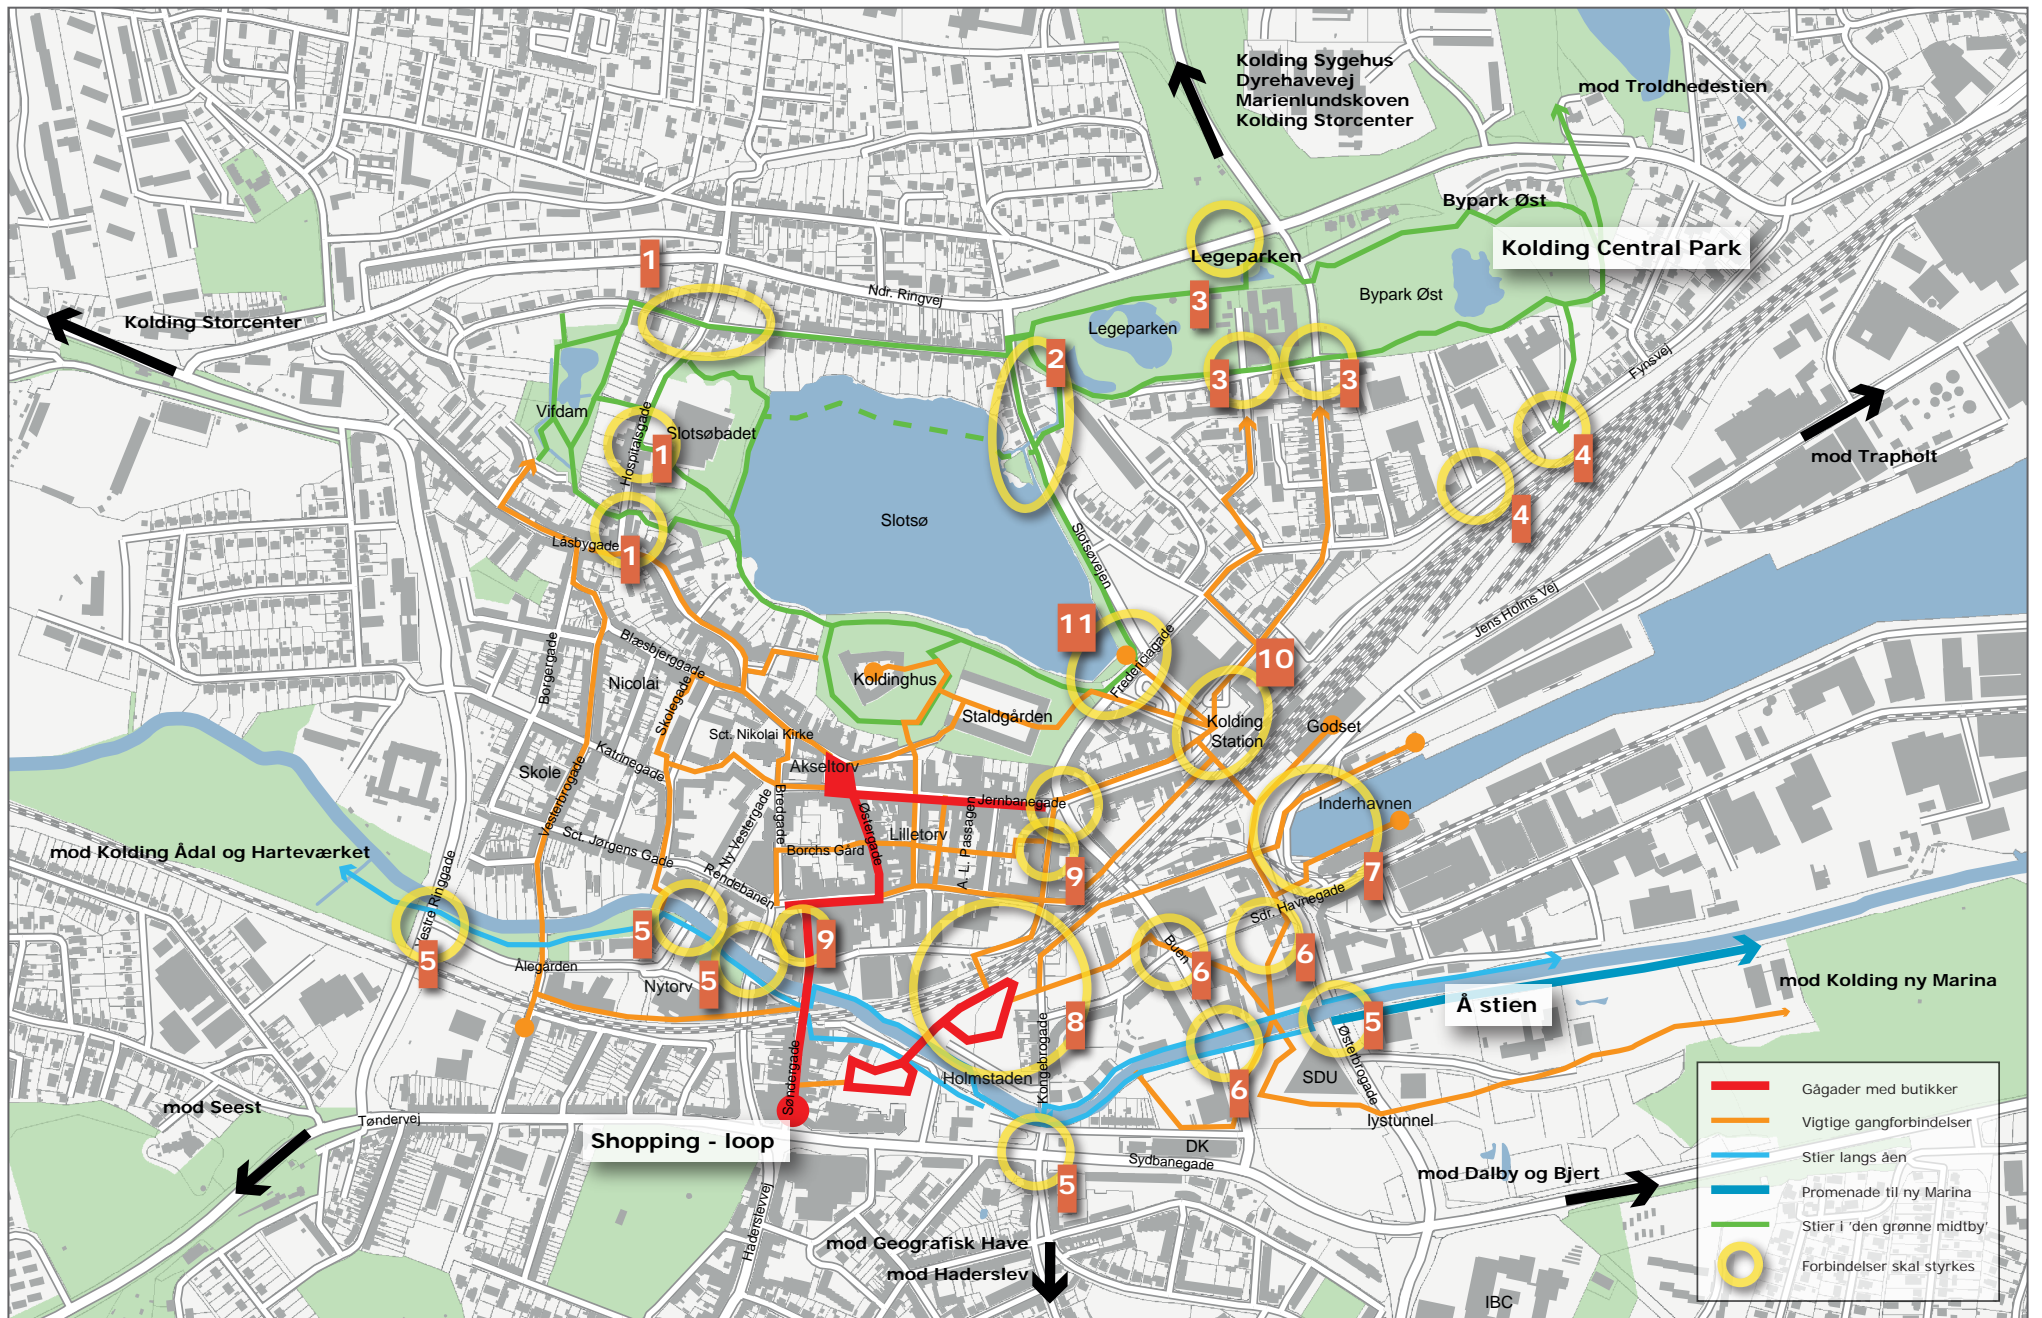 Kolding Sygehus
Dyrehavevej
Marienlundskoven
Kolding Storcenter
mod Troldhedestien
Bypark Øst
Kolding Central Park
Legeparken
1
Ndr. Ringvej
3
Bypark Øst
Kolding Storcenter
Legeparken
2
3
3
Fynsvej
Vifdam
Hospitalsgade
Slotsøbadet
1
4
mod Trapholt
4
Slotsø
Låsbygade
1
Slotsøvejen
Jens Holms Vej
11
Blæsbjerggade
Borgergade
Fredericiagade
10
Nicolai
Koldinghus
Skolegade
Staldgården
Kolding
Station
Godset
Sct. Nikolai Kirke
Katrinegade
Akseltorv
Skole
Vesterbrogade
Bredegade
Jernbanegade
Inderhavnen
Ny Vestergade
Østergade
Lilletorv
A. L. Passagen
Sct. Jørgens Gade
Borchs Gård
mod Kolding Ådal og Harteværket
Rendebanen
9
7
Vestre Ringgade
Sdr. Havnegade
5
9
Buen
5
Ålegården
5
6
6
Nytorv
mod Kolding ny Marina
Å stien
8
5
Østerbrogade
Kongebrogade
Holmstaden
SDU
Søndergade
6
mod Seest
Tøndervej
lystunnel
Shopping - loop
DK
Sydbanegade
mod Dalby og Bjert
5
Haderslevvej
mod Geografisk Have
mod Haderslev
IBC
Gågader med butikker
Vigtige gangforbindelser
Stier langs åen
Promenade til ny Marina
Stier i 'den grønne midtby'
Forbindelser skal styrkes